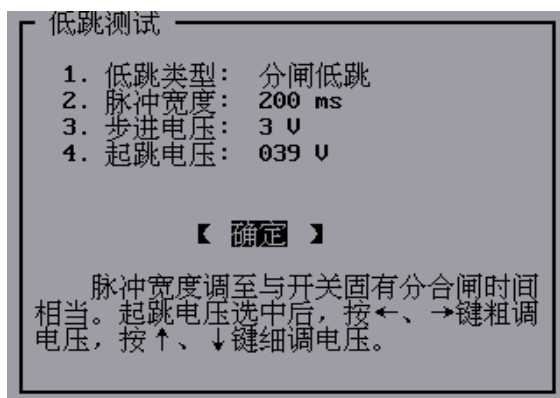 低跳测试
1. 低跳类型: 分闸低跳
2. 脉冲宽度: 200 ms
3. 步进电压: 3 V
4. 起跳电压: 039 V
【 确定 】
脉冲宽度调至与开关固有分合闸时间
相当。起跳电压选中后, 按←、→键粗调
电压, 按↑、↓键细调电压。